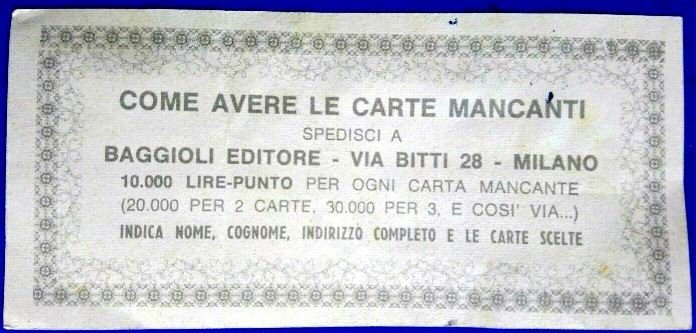 COME AVERE LE CARTE MANCANTI
SPEDISCI A
BAGGIOLI EDITORE - VIA BITTI 28 - MILANO
10.000 LIRE-PUNTO PER OGNI CARTA MANCANTE
(20.000 PER 2 CARTE, 30.000 PER 3, E COSI' VIA...)
INDICA NOME, COGNOME, INDIRIZZO COMPLETO E LE CARTE SCELTE